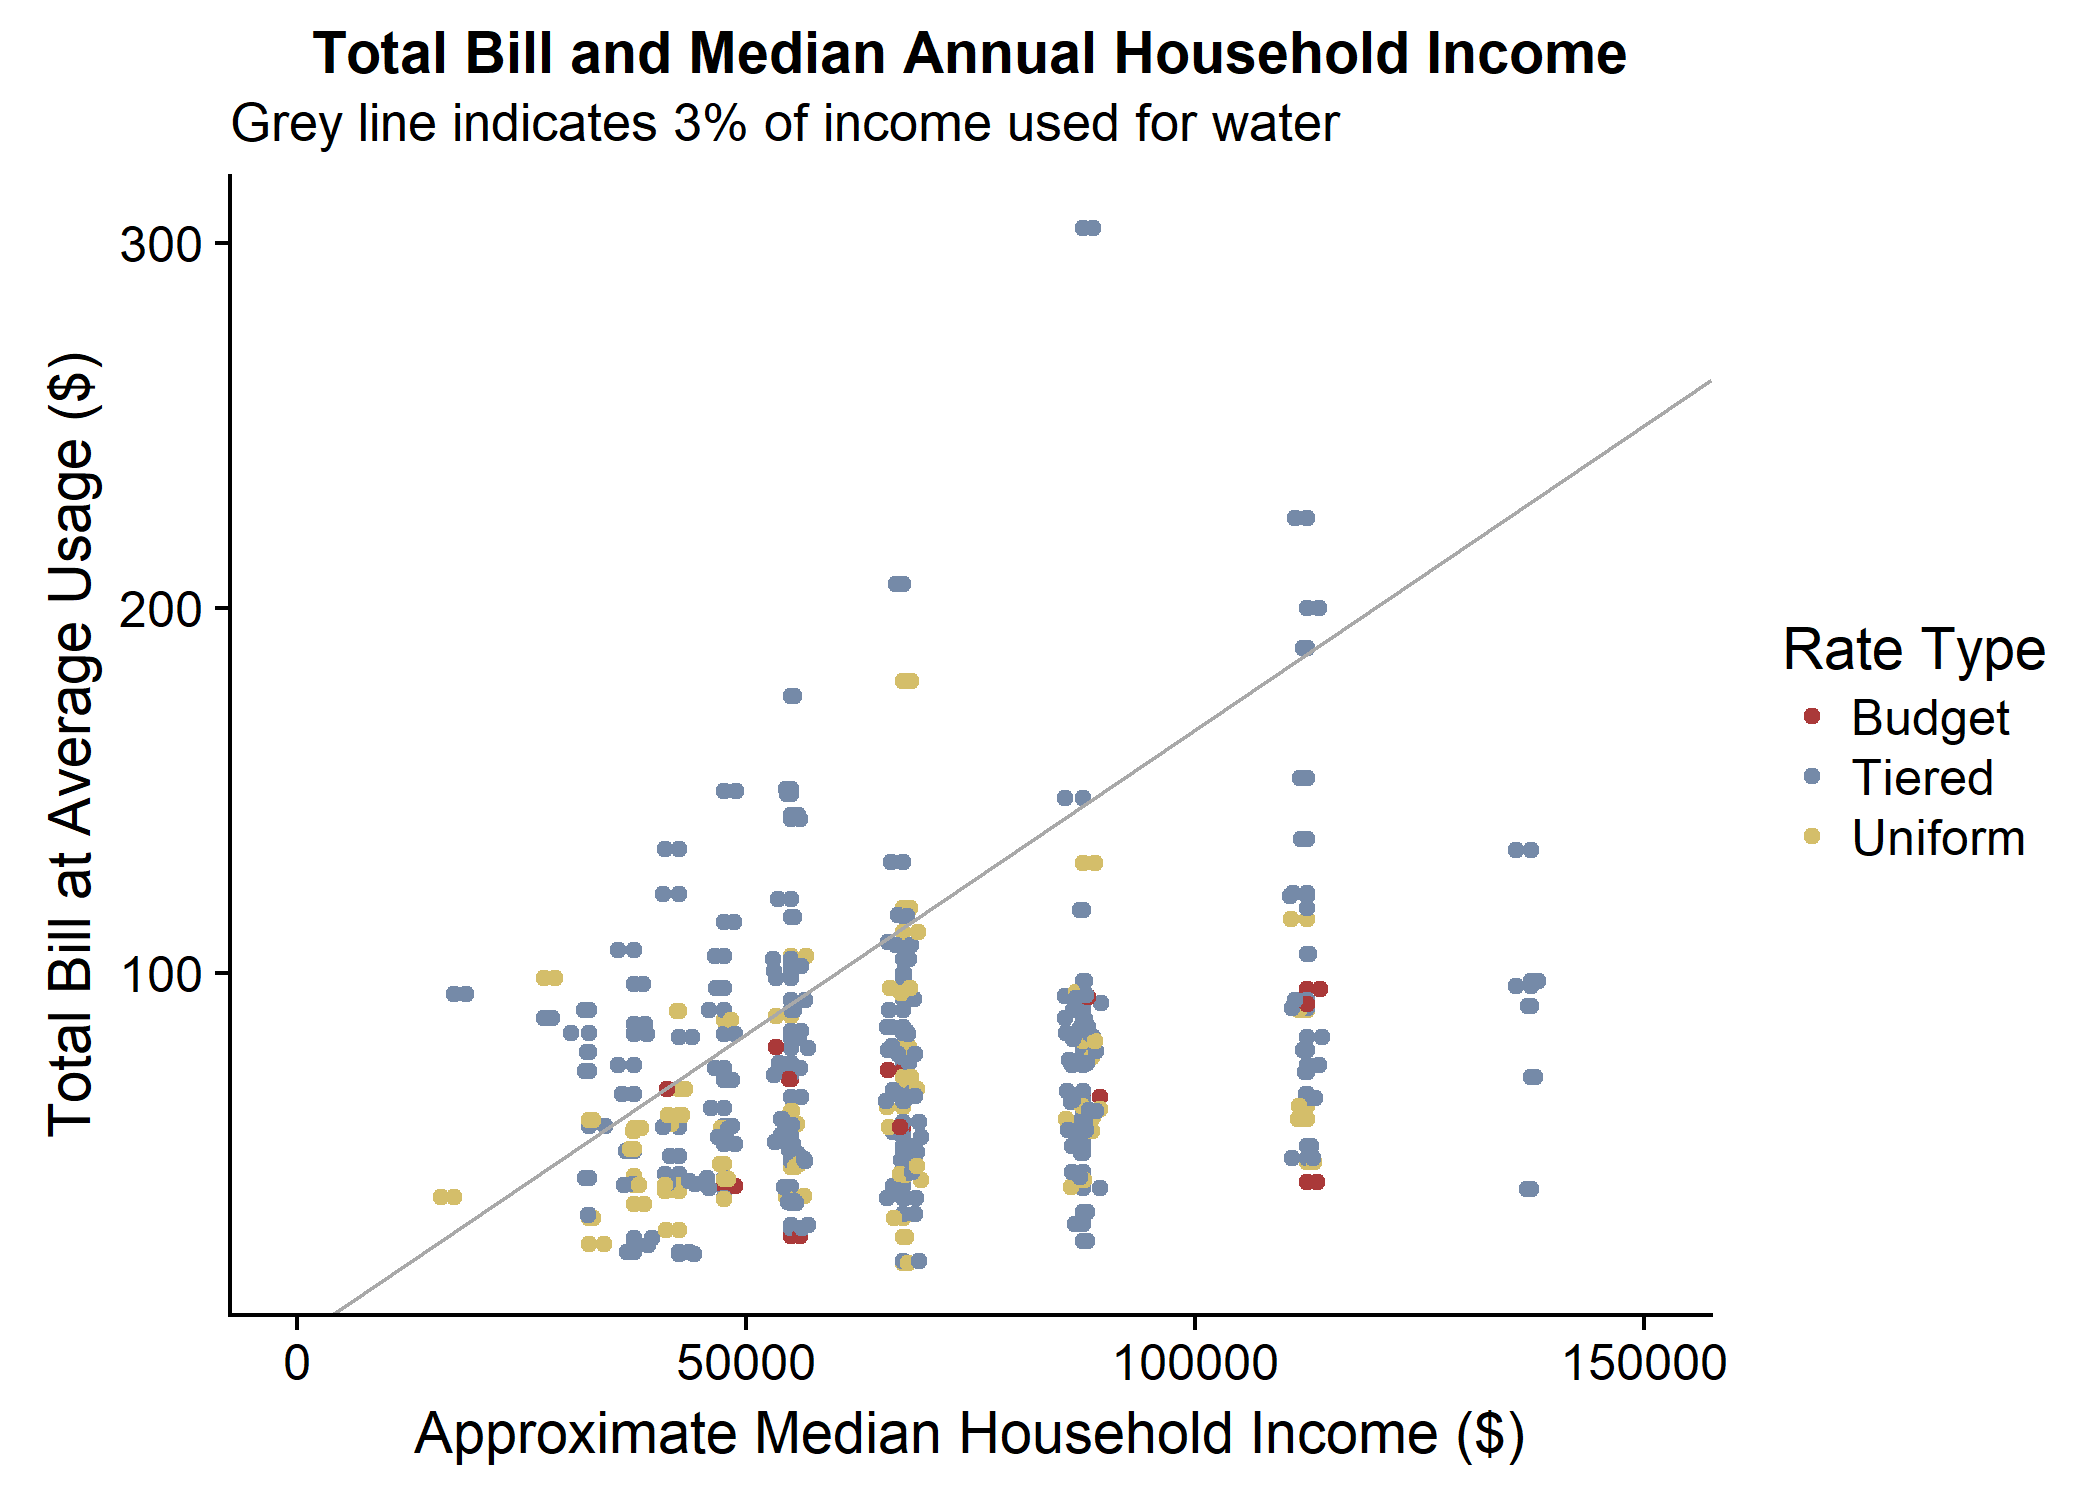 Total Bill and Median Annual Household Income
Grey line indicates 3% of income used for water
Total Bill at Average Usage ($)
300
200
100
0
50000
100000
150000
Approximate Median Household Income ($)
Rate Type
Budget
Tiered
Uniform